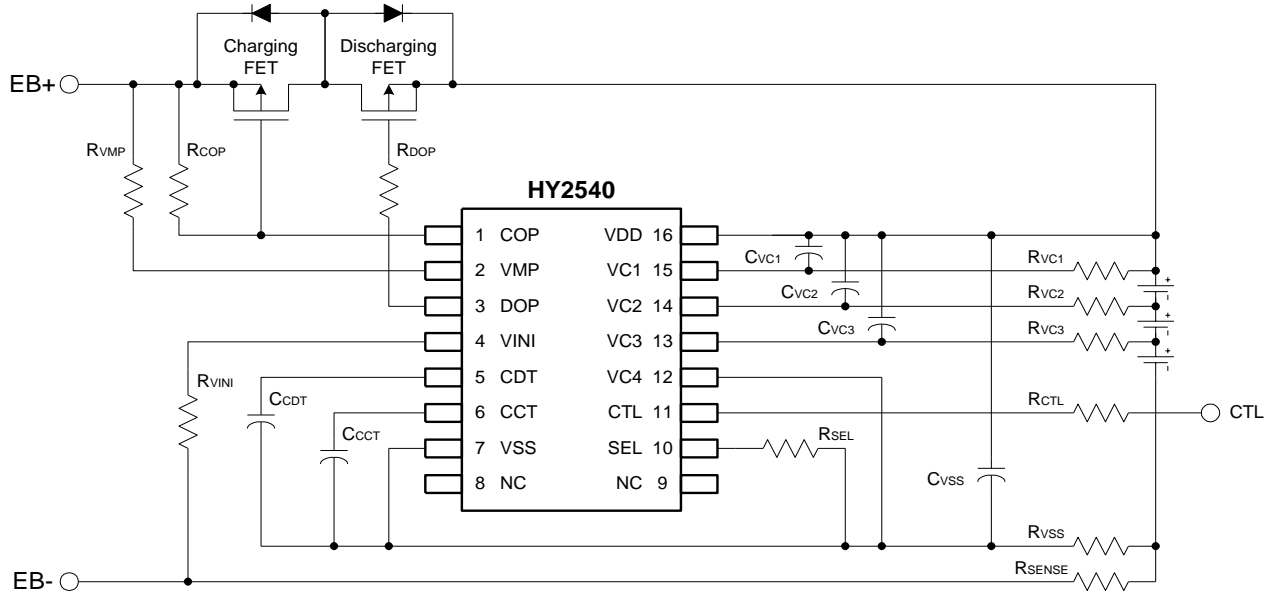 Charging
FET
Discharging
FET
EB+
RVMP
RCOP
RDOP
HY2540
1 COP
VDD 16
2 VMP
VC1 15
3 DOP
VC2 14
4 VINI
VC3 13
5 CDT
VC4 12
6 CCT
CTL 11
7 VSS
SEL 10
8 NC
NC 9
CVC1
CVC2
CVC3
RVC1
RVC2
RVC3
+
-
+
-
+
-
RVINI
CCDT
CCCT
RCTL
CTL
RSEL
CVSS
RVSS
RSENSE
EB-